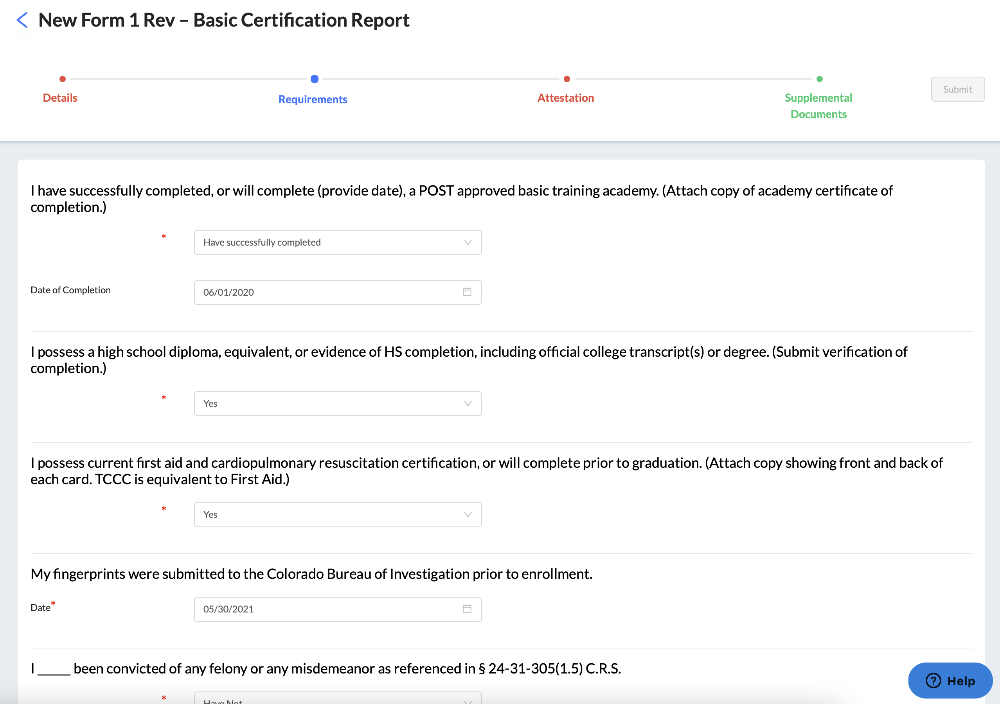 New Form 1 Rev – Basic Certification Report
Details
Requirements
Attestation
Supplemental
Documents
Submit
I have successfully completed, or will complete (provide date), a POST approved basic training academy. (Attach copy of academy certificate of
completion.)
* Have successfully completed
Date of Completion 06/01/2020
I possess a high school diploma, equivalent, or evidence of HS completion, including official college transcript(s) or degree. (Submit verification of
completion.)
* Yes
I possess current first aid and cardiopulmonary resuscitation certification, or will complete prior to graduation. (Attach copy showing front and back of
each card. TCCC is equivalent to First Aid.)
* Yes
My fingerprints were submitted to the Colorado Bureau of Investigation prior to enrollment.
Date* 05/30/2021
I _____ been convicted of any felony or any misdemeanor as referenced in § 24-31-305(1.5) C.R.S.
* Have Not
Help